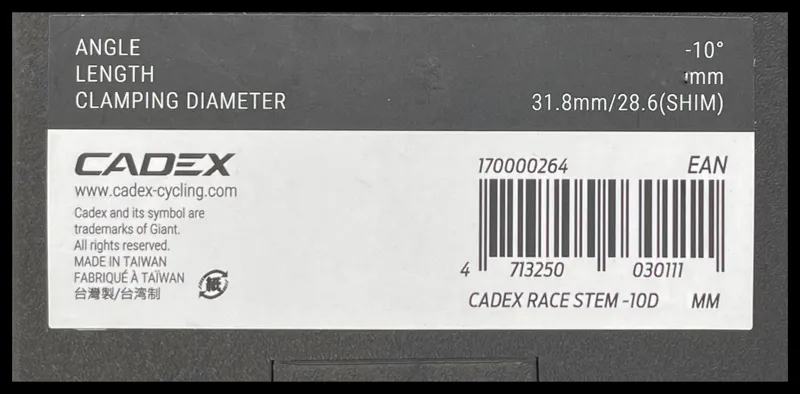 ANGLE -10°
LENGTH mm
CLAMPING DIAMETER 31.8mm/28.6(SHIM)
CADEX
www.cadex-cycling.com
Cadex and its symbol are
trademarks of Giant.
All rights reserved.
MADE IN TAIWAN
FABRIQUÉ À TAÏWAN
台灣製/台湾制
紙
170000264 EAN
4 713250 030111
CADEX RACE STEM -10D MM